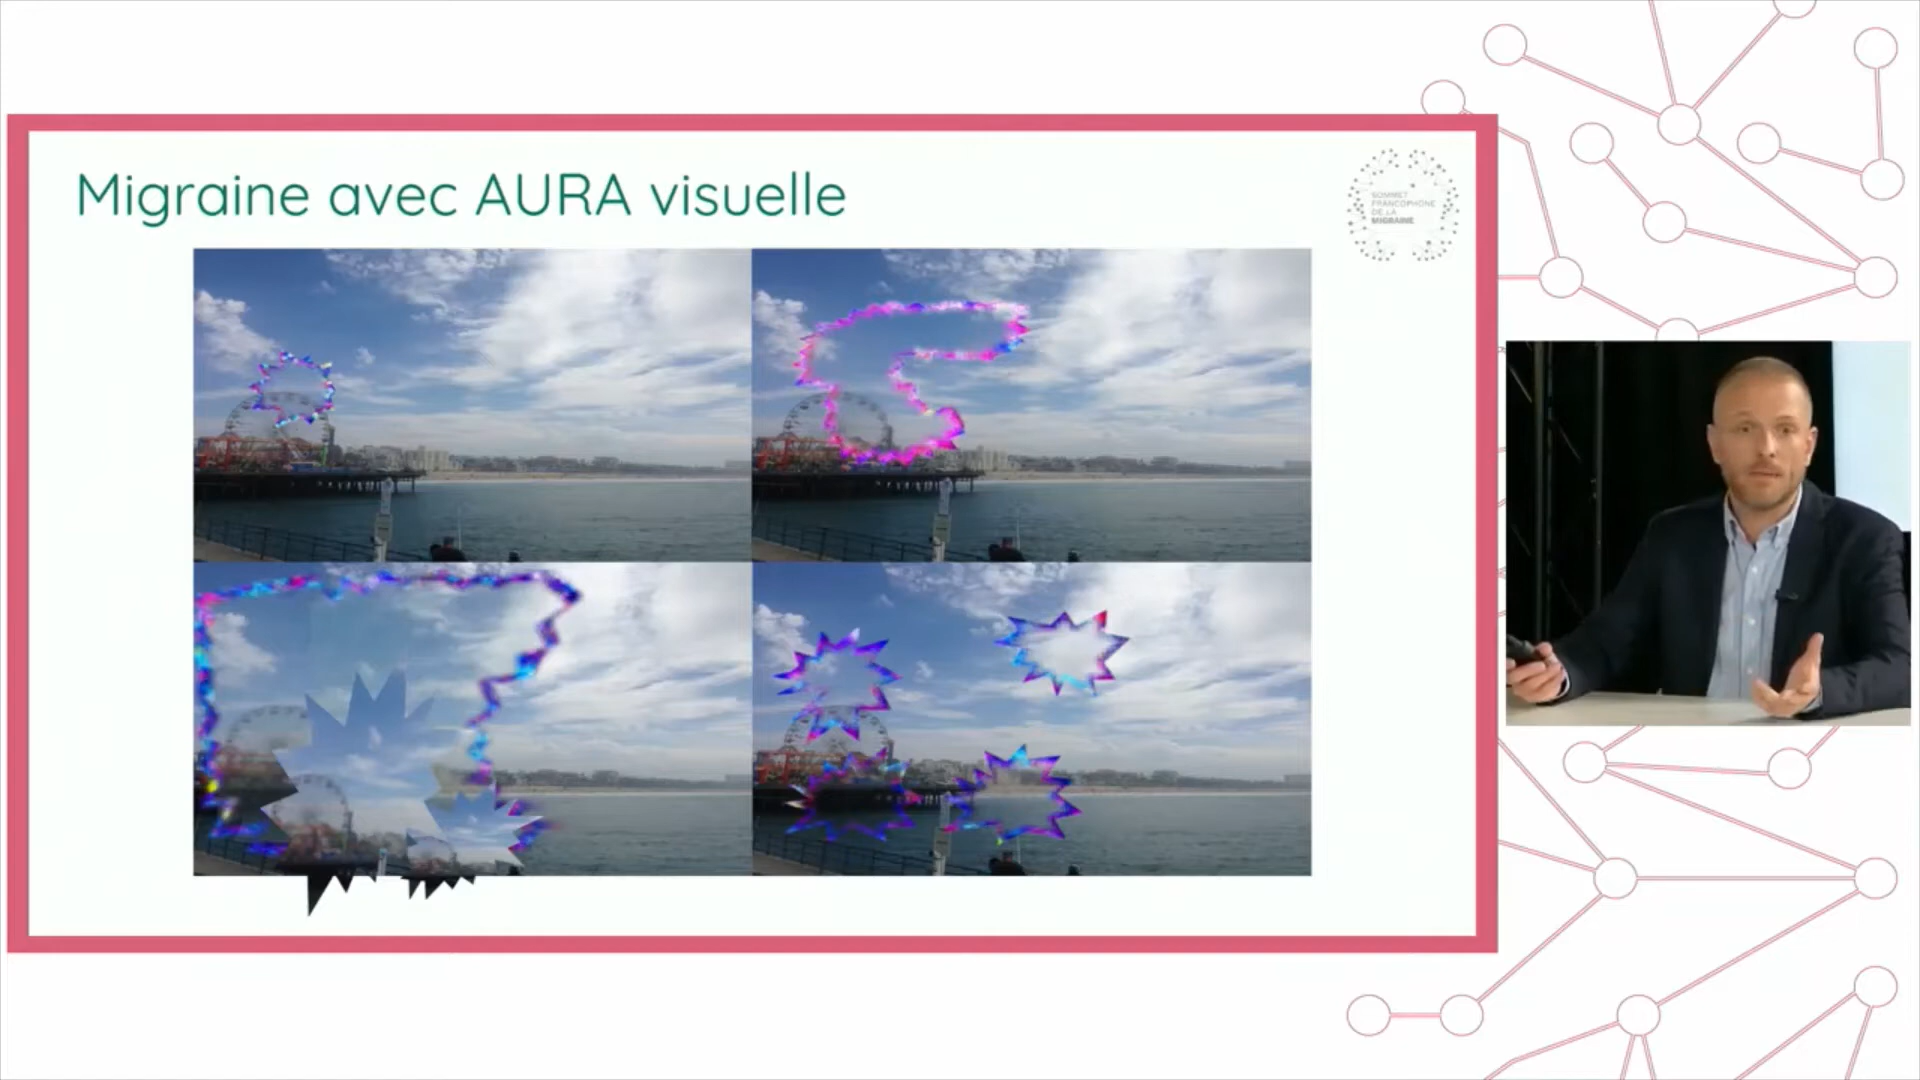 Migraine avec AURA visuelle
SOMMET
FRANCOPHONE
DE LA
MIGRAINE